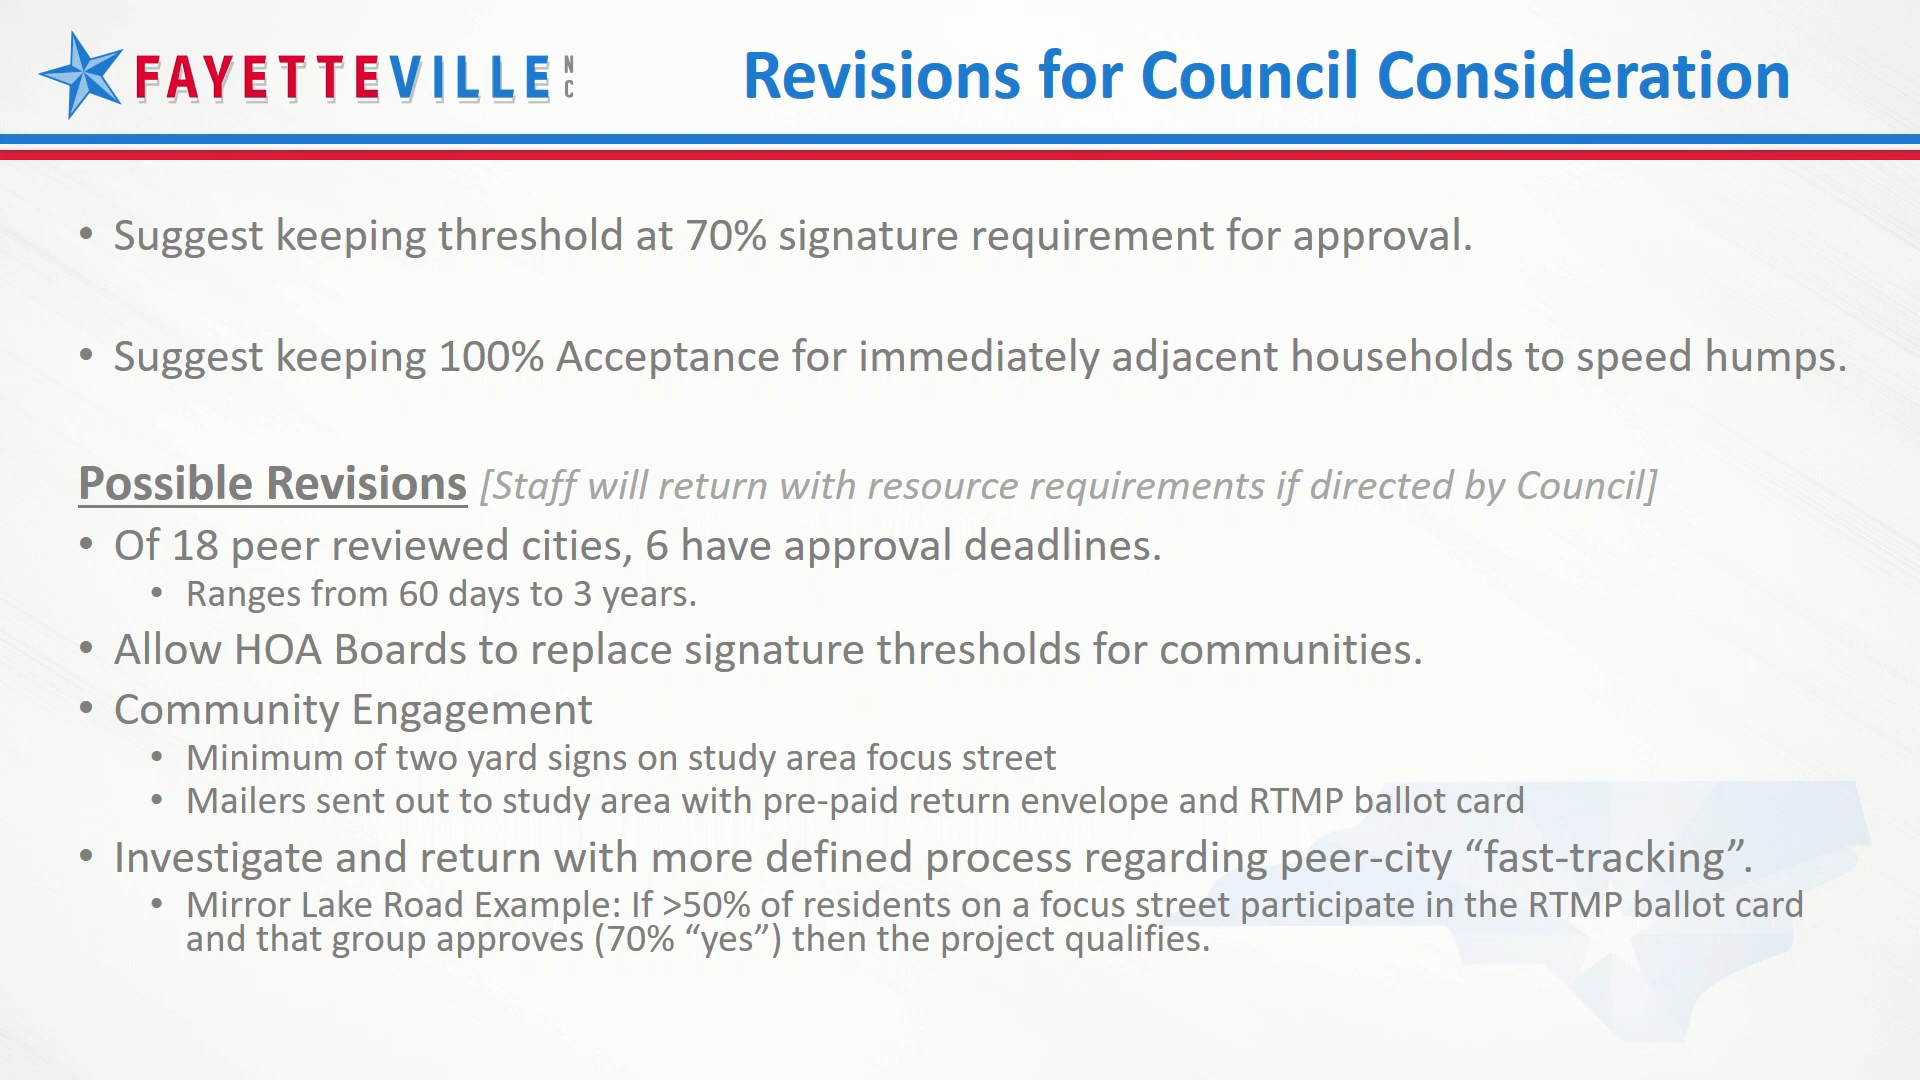 FAYETTEVILLE NC
Revisions for Council Consideration
• Suggest keeping threshold at 70% signature requirement for approval.
• Suggest keeping 100% Acceptance for immediately adjacent households to speed humps.
Possible Revisions [Staff will return with resource requirements if directed by Council]
• Of 18 peer reviewed cities, 6 have approval deadlines.
• Ranges from 60 days to 3 years.
• Allow HOA Boards to replace signature thresholds for communities.
• Community Engagement
• Minimum of two yard signs on study area focus street
• Mailers sent out to study area with pre-paid return envelope and RTMP ballot card
• Investigate and return with more defined process regarding peer-city “fast-tracking”.
• Mirror Lake Road Example: If >50% of residents on a focus street participate in the RTMP ballot card
and that group approves (70% “yes”) then the project qualifies.